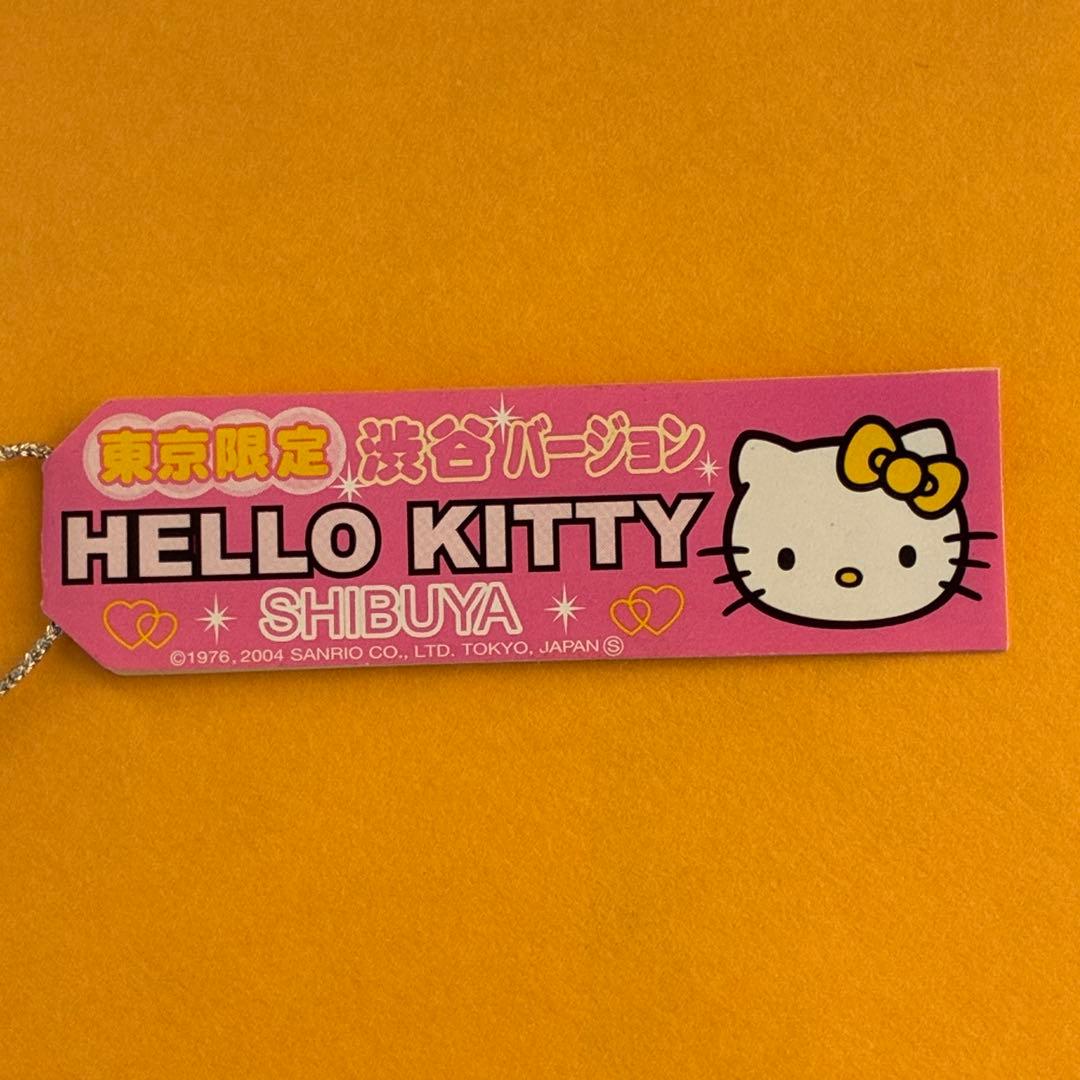 東京限定 渋谷バージョン
HELLO KITTY
SHIBUYA
©1976, 2004 SANRIO CO., LTD. TOKYO, JAPAN Ⓢ